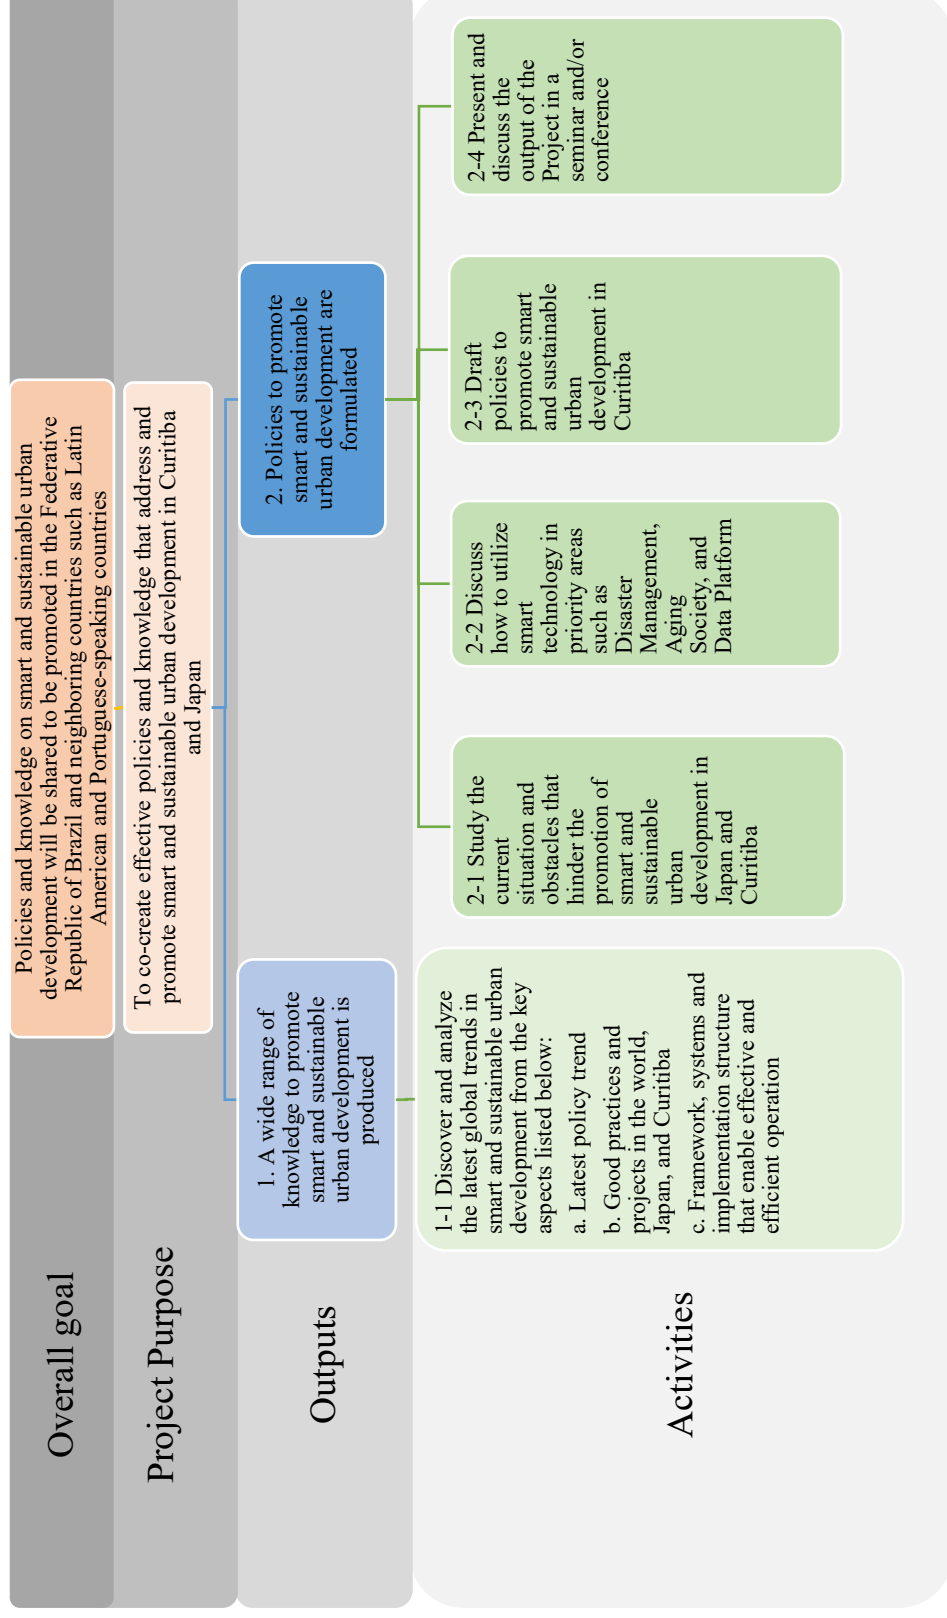 Overall goal
Policies and knowledge on smart and sustainable urban
development will be shared to be promoted in the Federative
Republic of Brazil and neighboring countries such as Latin
American and Portuguese-speaking countries
Project Purpose
To co-create effective policies and knowledge that address and
promote smart and sustainable urban development in Curitiba
and Japan
Outputs
1. A wide range of
knowledge to promote
smart and sustainable
urban development is
produced
2. Policies to promote
smart and sustainable
urban development are
formulated
Activities
1-1 Discover and analyze
the latest global trends in
smart and sustainable urban
development from the key
aspects listed below:
a. Latest policy trend
b. Good practices and
projects in the world,
Japan, and Curitiba
c. Framework, systems and
implementation structure
that enable effective and
efficient operation
2-1 Study the
current
situation and
obstacles that
hinder the
promotion of
smart and
sustainable
urban
development in
Japan and
Curitiba
2-2 Discuss
how to utilize
smart
technology in
priority areas
such as
Disaster
Management,
Aging
Society, and
Data Platform
2-3 Draft
policies to
promote smart
and sustainable
urban
development in
Curitiba
2-4 Present and
discuss the
output of the
Project in a
seminar and/or
conference